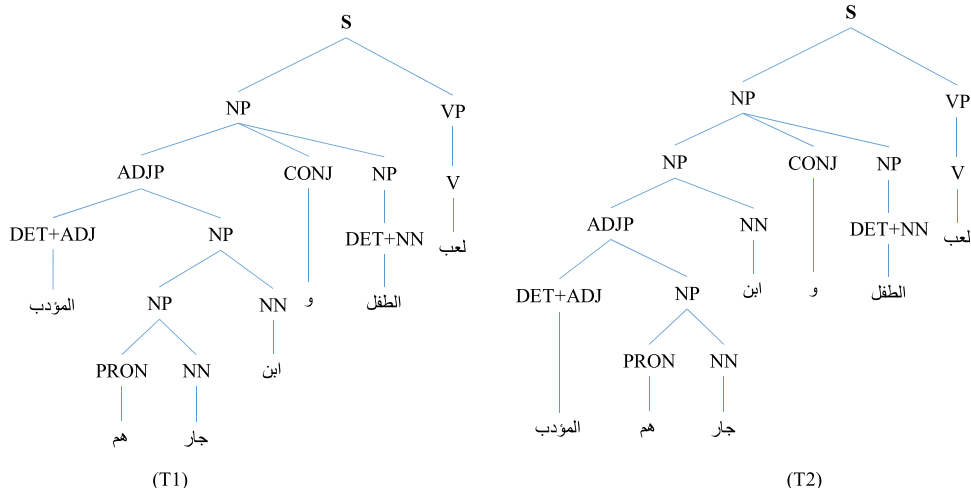 S S
NP VP NP VP
ADJP CONJ NP V NP CONJ NP V
DET+ADJ NP DET+NN لعب ADJP NN DET+NN لعب
المؤدب NP NN و الطفل DET+ADJ NP ابن و الطفل
PRON NN ابن PRON NN
هم جار المؤدب هم جار
(T1) (T2)